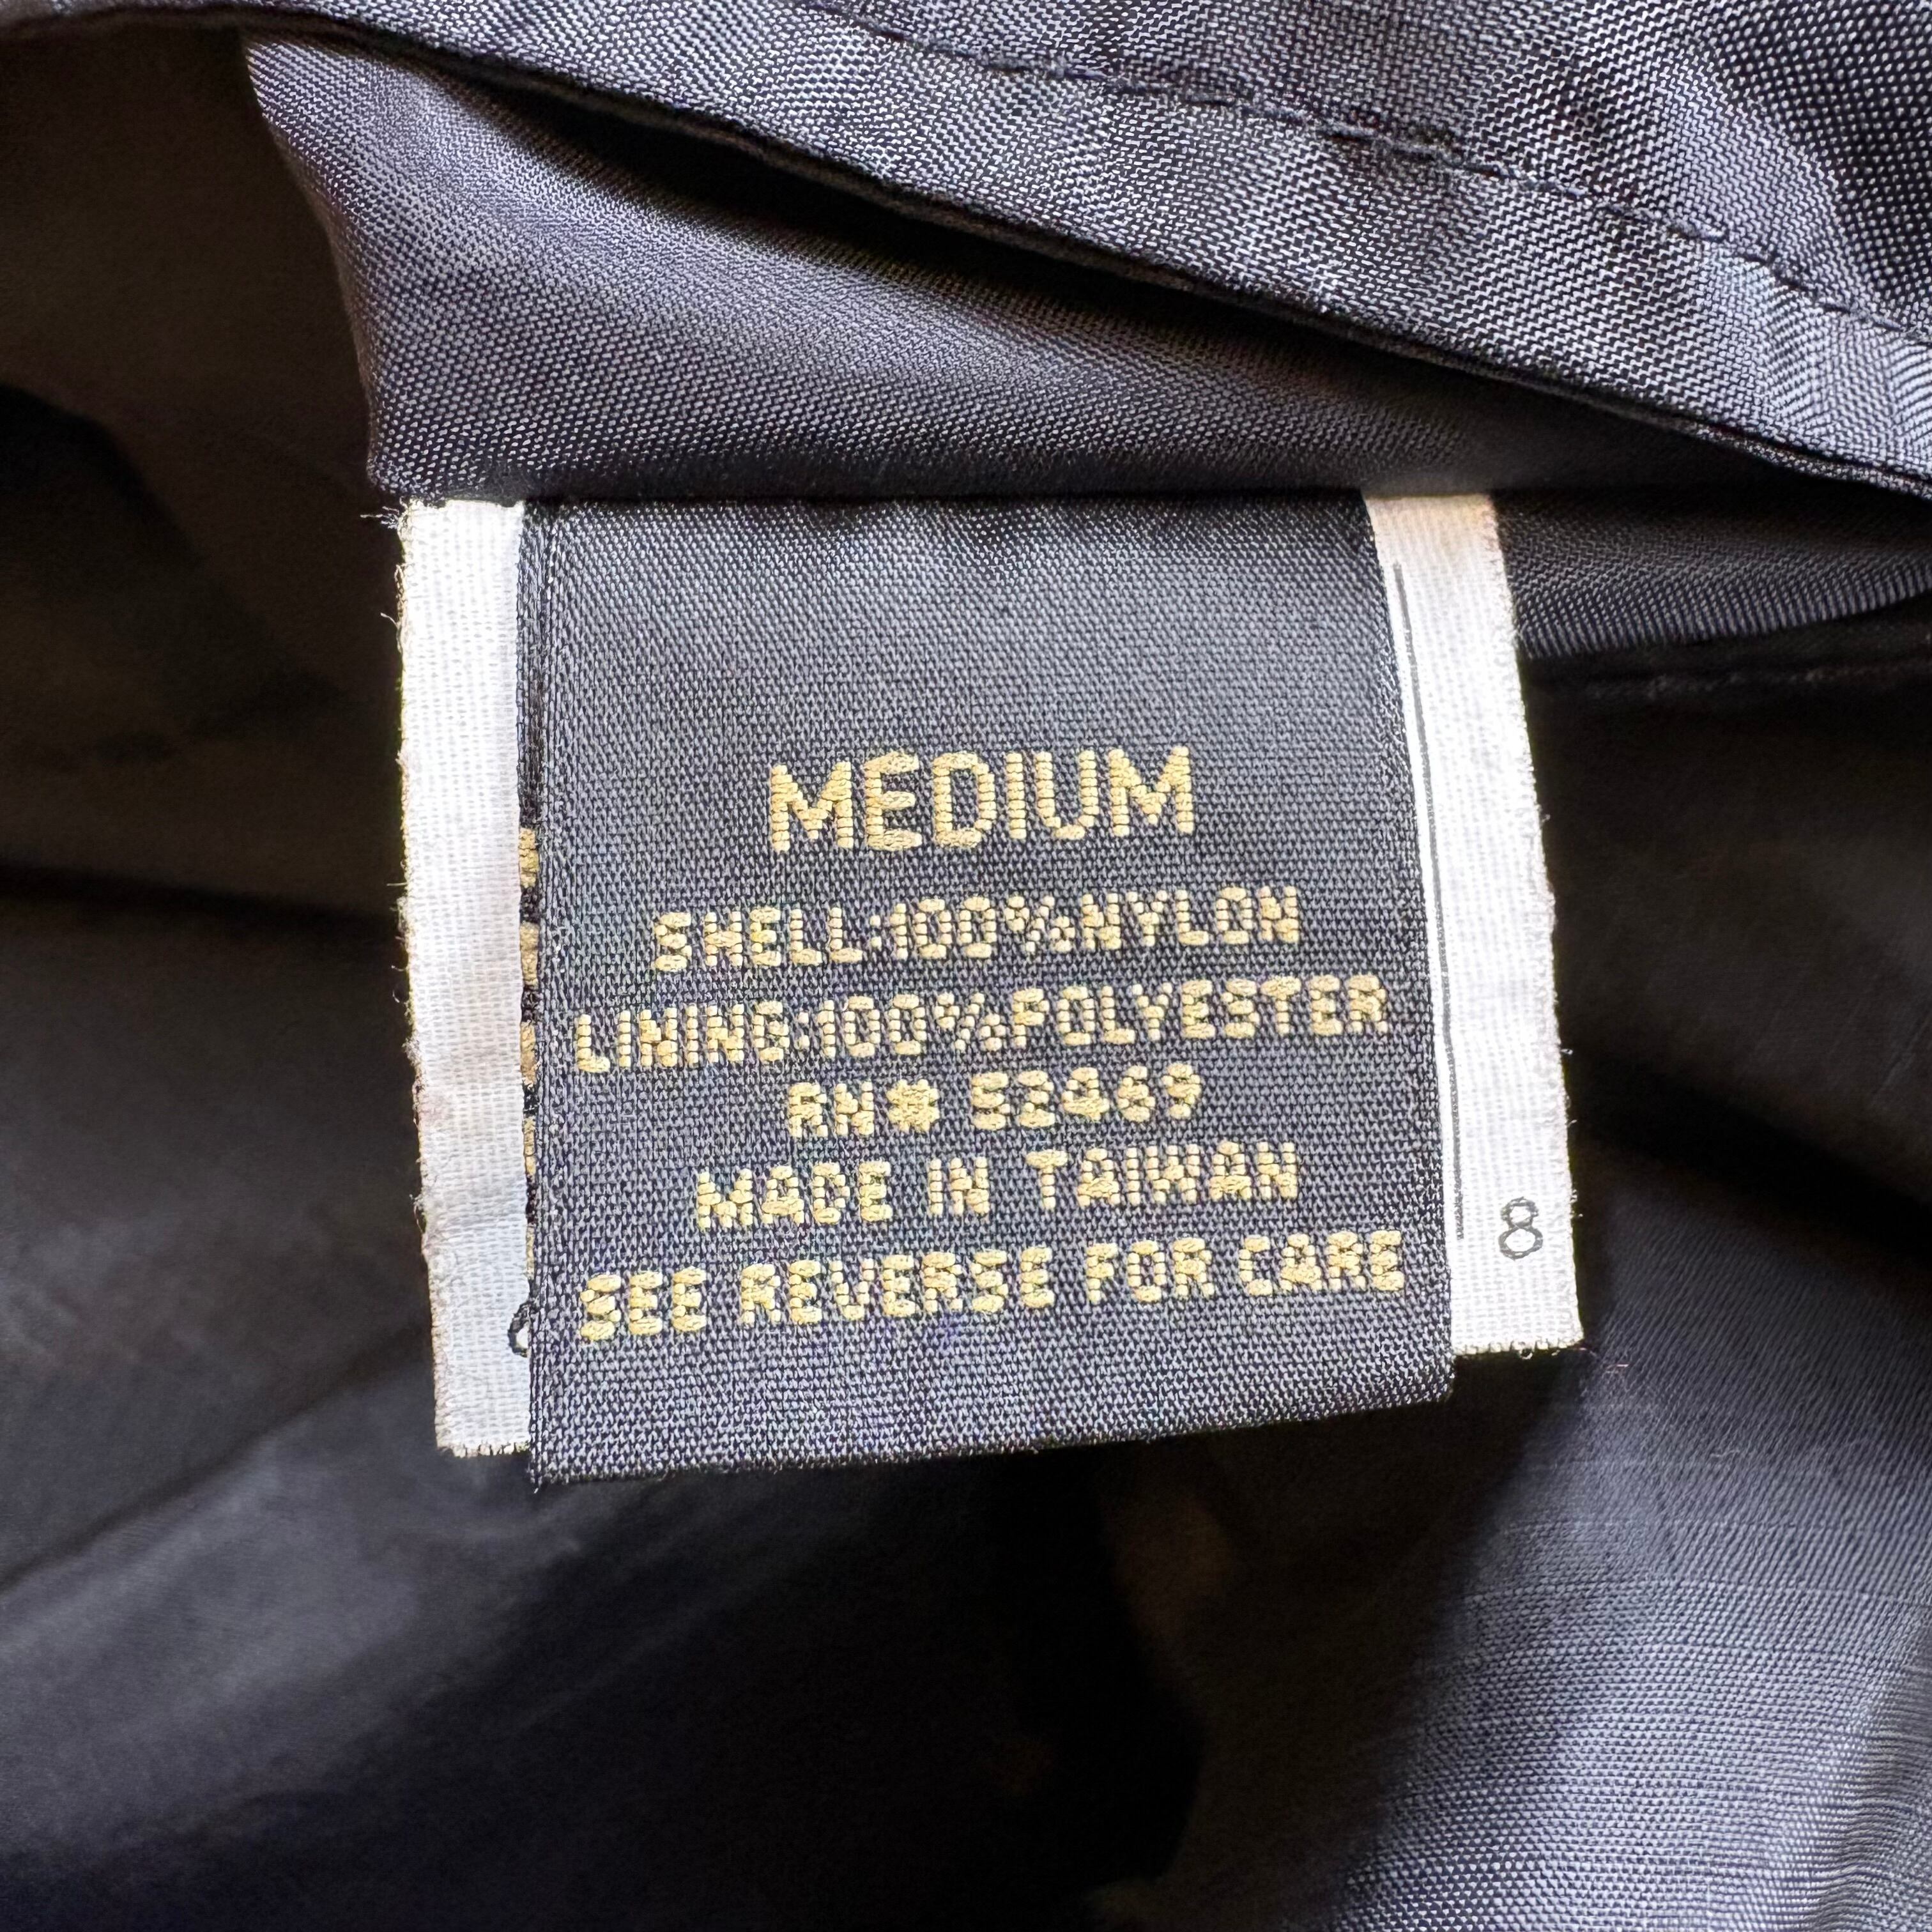 MEDIUM
SHELL:100%NYLON
LINING:100%POLYESTER
RN# 52469
MADE IN TAIWAN
SEE REVERSE FOR CARE
8